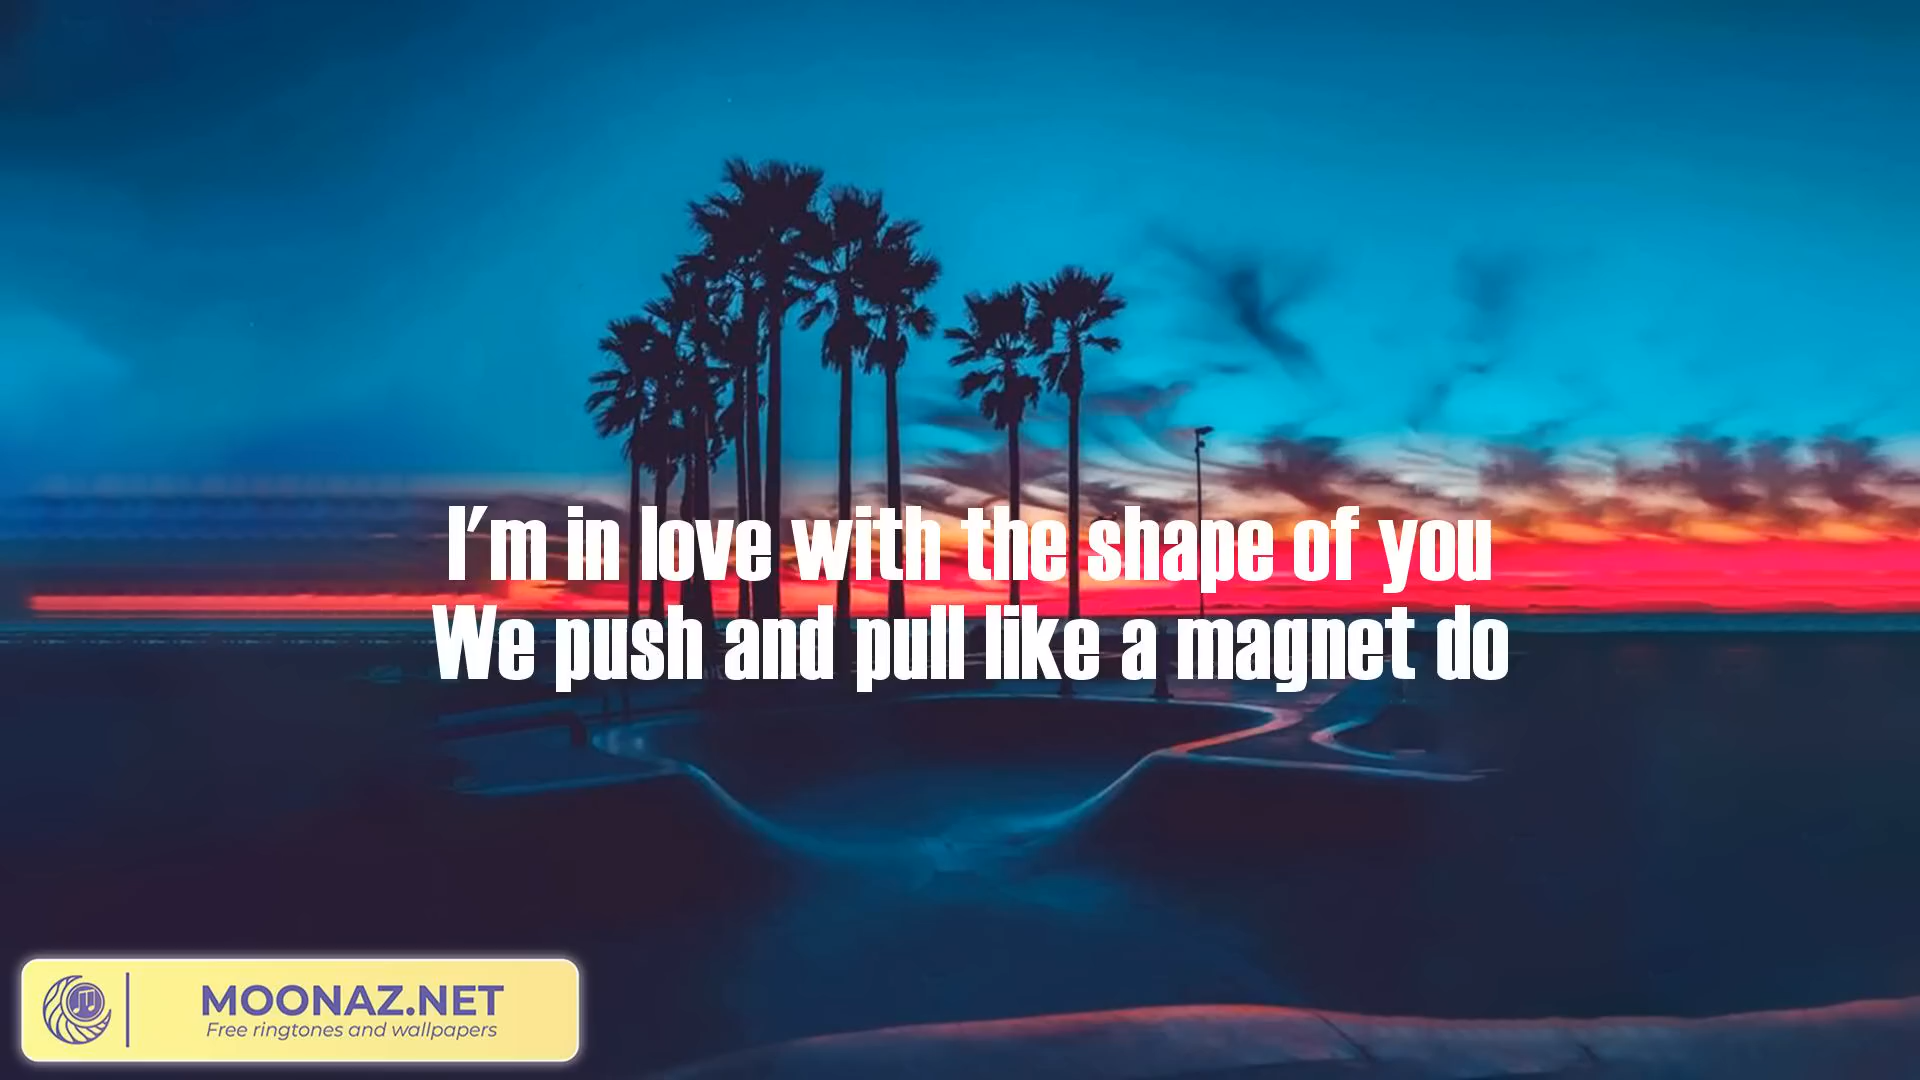 I'm in love with the shape of you
We push and pull like a magnet do
MOONAZ.NET
Free ringtones and wallpapers